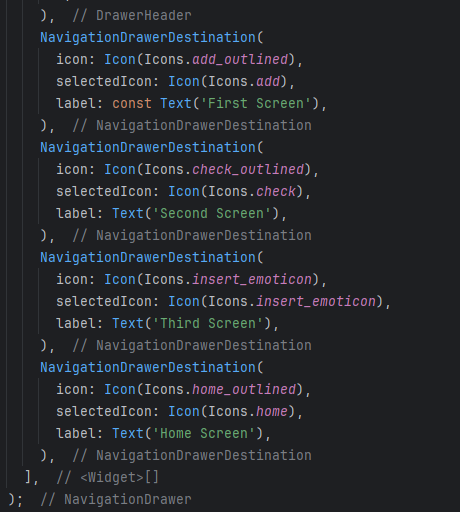 ),  // DrawerHeader
NavigationDrawerDestination(
  icon: Icon(Icons.add_outlined),
  selectedIcon: Icon(Icons.add),
  label: const Text('First Screen'),
),  // NavigationDrawerDestination
NavigationDrawerDestination(
  icon: Icon(Icons.check_outlined),
  selectedIcon: Icon(Icons.check),
  label: Text('Second Screen'),
),  // NavigationDrawerDestination
NavigationDrawerDestination(
  icon: Icon(Icons.insert_emoticon),
  selectedIcon: Icon(Icons.insert_emoticon),
  label: Text('Third Screen'),
),  // NavigationDrawerDestination
NavigationDrawerDestination(
  icon: Icon(Icons.home_outlined),
  selectedIcon: Icon(Icons.home),
  label: Text('Home Screen'),
),  // NavigationDrawerDestination
],  // <Widget>[]
);  // NavigationDrawer